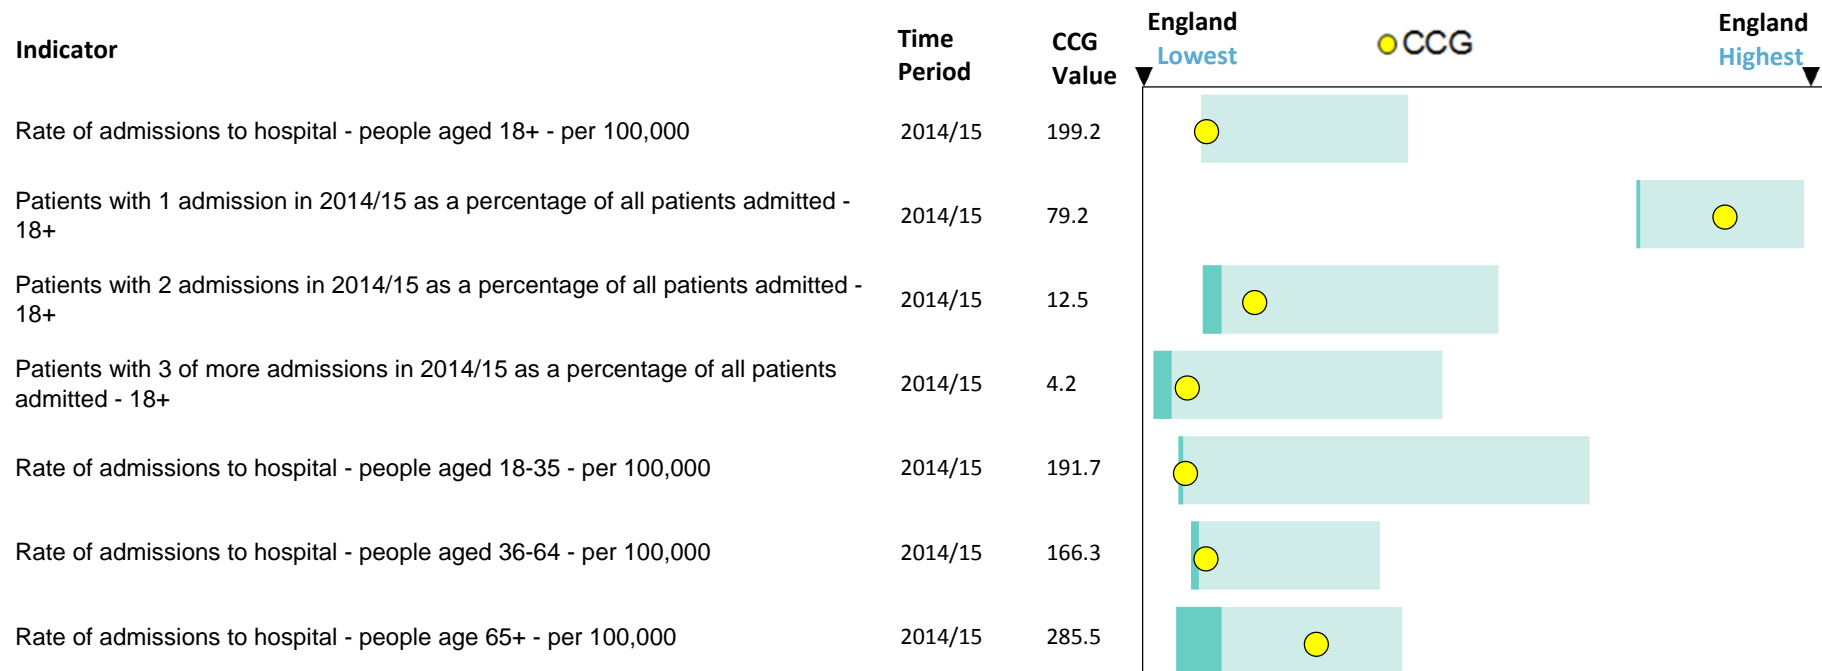 Indicator
Time
Period
CCG
Value
England
Lowest
CCG
England
Highest
Rate of admissions to hospital - people aged 18+ - per 100,000
2014/15
199.2
Patients with 1 admission in 2014/15 as a percentage of all patients admitted -
18+
2014/15
79.2
Patients with 2 admissions in 2014/15 as a percentage of all patients admitted -
18+
2014/15
12.5
Patients with 3 of more admissions in 2014/15 as a percentage of all patients
admitted - 18+
2014/15
4.2
Rate of admissions to hospital - people aged 18-35 - per 100,000
2014/15
191.7
Rate of admissions to hospital - people aged 36-64 - per 100,000
2014/15
166.3
Rate of admissions to hospital - people age 65+ - per 100,000
2014/15
285.5